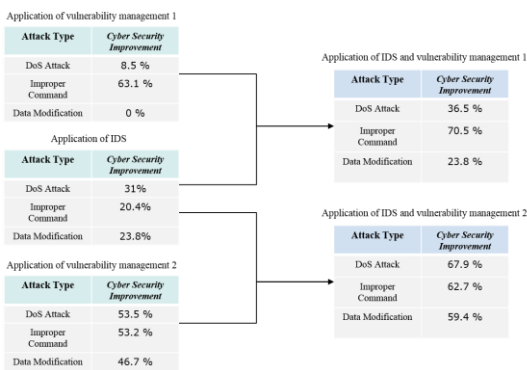 Application of vulnerability management 1
Attack Type Cyber Security
Improvement
DoS Attack 8.5 %
Improper
Command 63.1 %
Data Modification 0 %
Application of IDS
Attack Type Cyber Security
Improvement
DoS Attack 31%
Improper
Command 20.4%
Data Modification 23.8%
Application of vulnerability management 2
Attack Type Cyber Security
Improvement
DoS Attack 53.5 %
Improper
Command 53.2 %
Data Modification 46.7 %
Application of IDS and vulnerability management 1
Attack Type Cyber Security
Improvement
DoS Attack 36.5 %
Improper
Command 70.5 %
Data Modification 23.8 %
Application of IDS and vulnerability management 2
Attack Type Cyber Security
Improvement
DoS Attack 67.9 %
Improper
Command 62.7 %
Data Modification 59.4 %